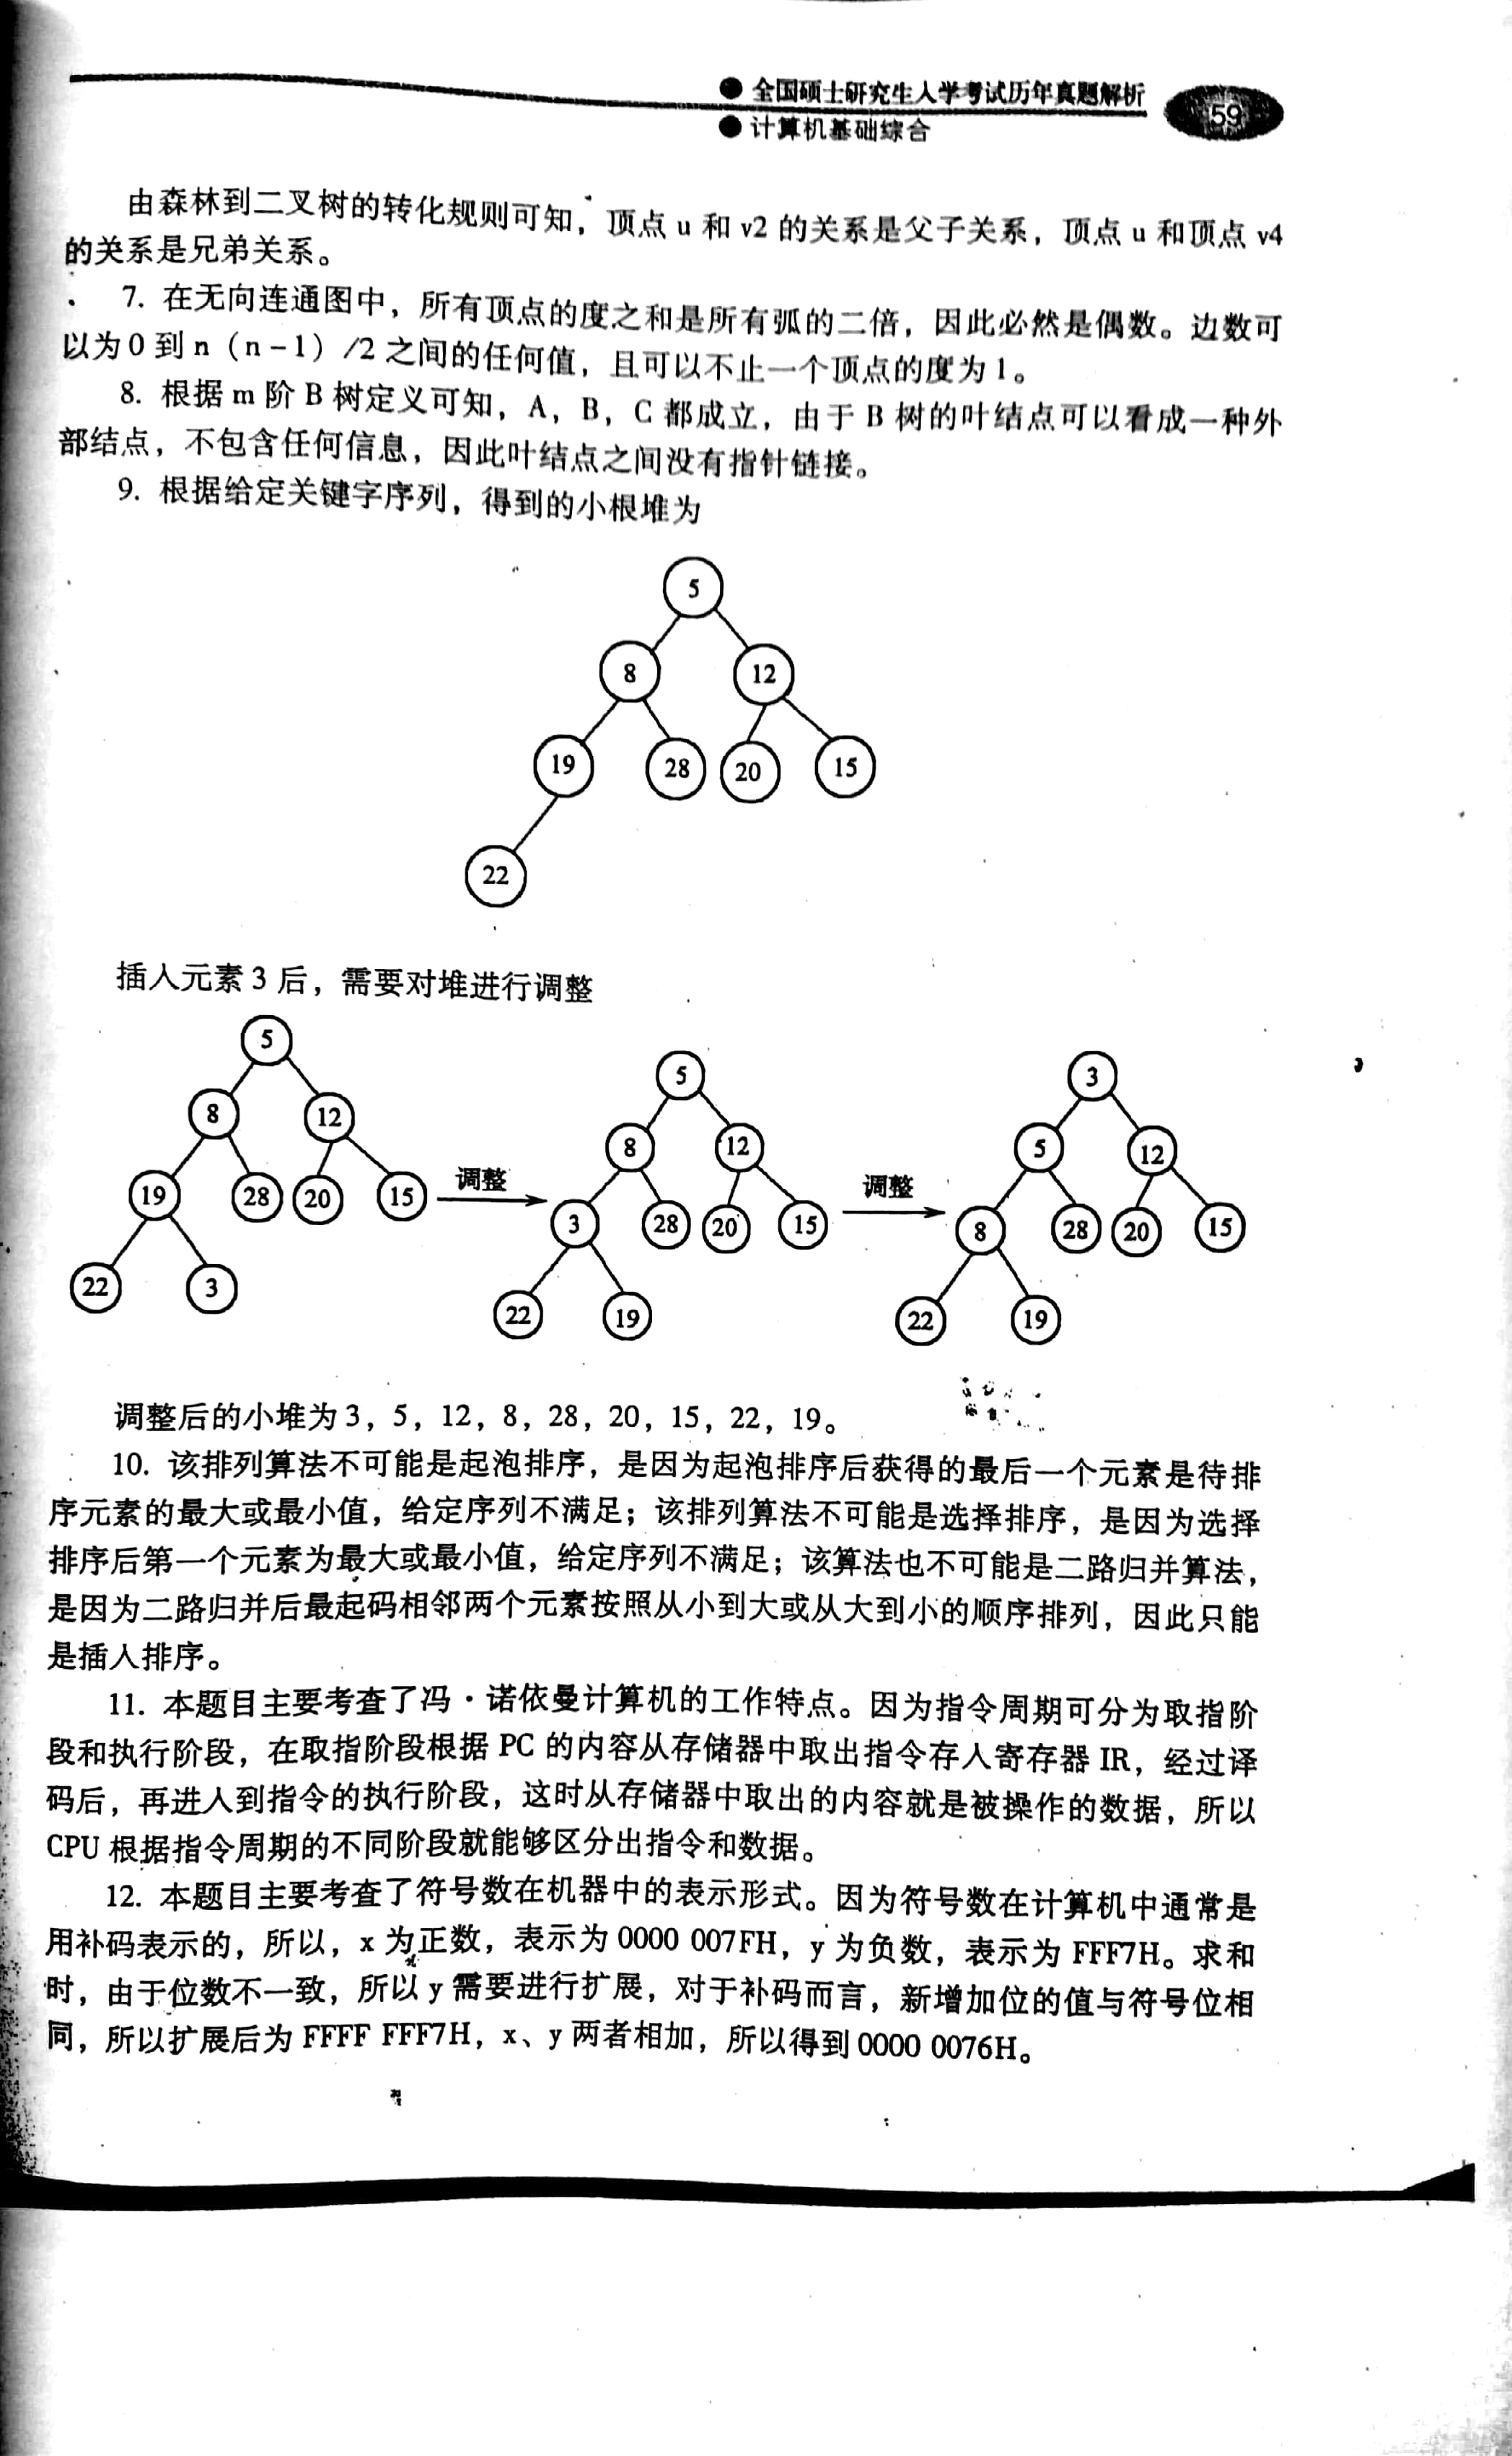 ● 全国硕士研究生入学考试历年真题解析
● 计算机基础综合
59
由森林到二叉树的转化规则可知，顶点 u 和 v2 的关系是父子关系，顶点 u 和顶点 v4
的关系是兄弟关系。
7. 在无向连通图中，所有顶点的度之和是所有弧的二倍，因此必然是偶数。边数可
以为 0 到 n（n－1）/2 之间的任何值，且可以不止一个顶点的度为 1。
8. 根据 m 阶 B 树定义可知，A，B，C 都成立，由于 B 树的叶结点可以看成一种外
部结点，不包含任何信息，因此叶结点之间没有指针链接。
9. 根据给定关键字序列，得到的小根堆为
5
8 12
19 28 20 15
22
插入元素 3 后，需要对堆进行调整
5
8 12
19 28 20 15
22 3
调整
5
8 12
3 28 20 15
22 19
调整
3
5 12
8 28 20 15
22 19
调整后的小堆为 3，5，12，8，28，20，15，22，19。
10. 该排列算法不可能是起泡排序，是因为起泡排序后获得的最后一个元素是待排
序元素的最大或最小值，给定序列不满足；该排列算法不可能是选择排序，是因为选择
排序后第一个元素为最大或最小值，给定序列不满足；该算法也不可能是二路归并算法，
是因为二路归并后最起码相邻两个元素按照从小到大或从大到小的顺序排列，因此只能
是插入排序。
11. 本题目主要考查了冯·诺依曼计算机的工作特点。因为指令周期可分为取指阶
段和执行阶段，在取指阶段根据 PC 的内容从存储器中取出指令存入寄存器 IR，经过译
码后，再进入到指令的执行阶段，这时从存储器中取出的内容就是被操作的数据，所以
CPU 根据指令周期的不同阶段就能够区分出指令和数据。
12. 本题目主要考查了符号数在机器中的表示形式。因为符号数在计算机中通常是
用补码表示的，所以，x 为正数，表示为 0000 007FH，y 为负数，表示为 FFF7H。求和
时，由于位数不一致，所以 y 需要进行扩展，对于补码而言，新增加位的值与符号位相
同，所以扩展后为 FFFF FFF7H，x、y 两者相加，所以得到 0000 0076H。